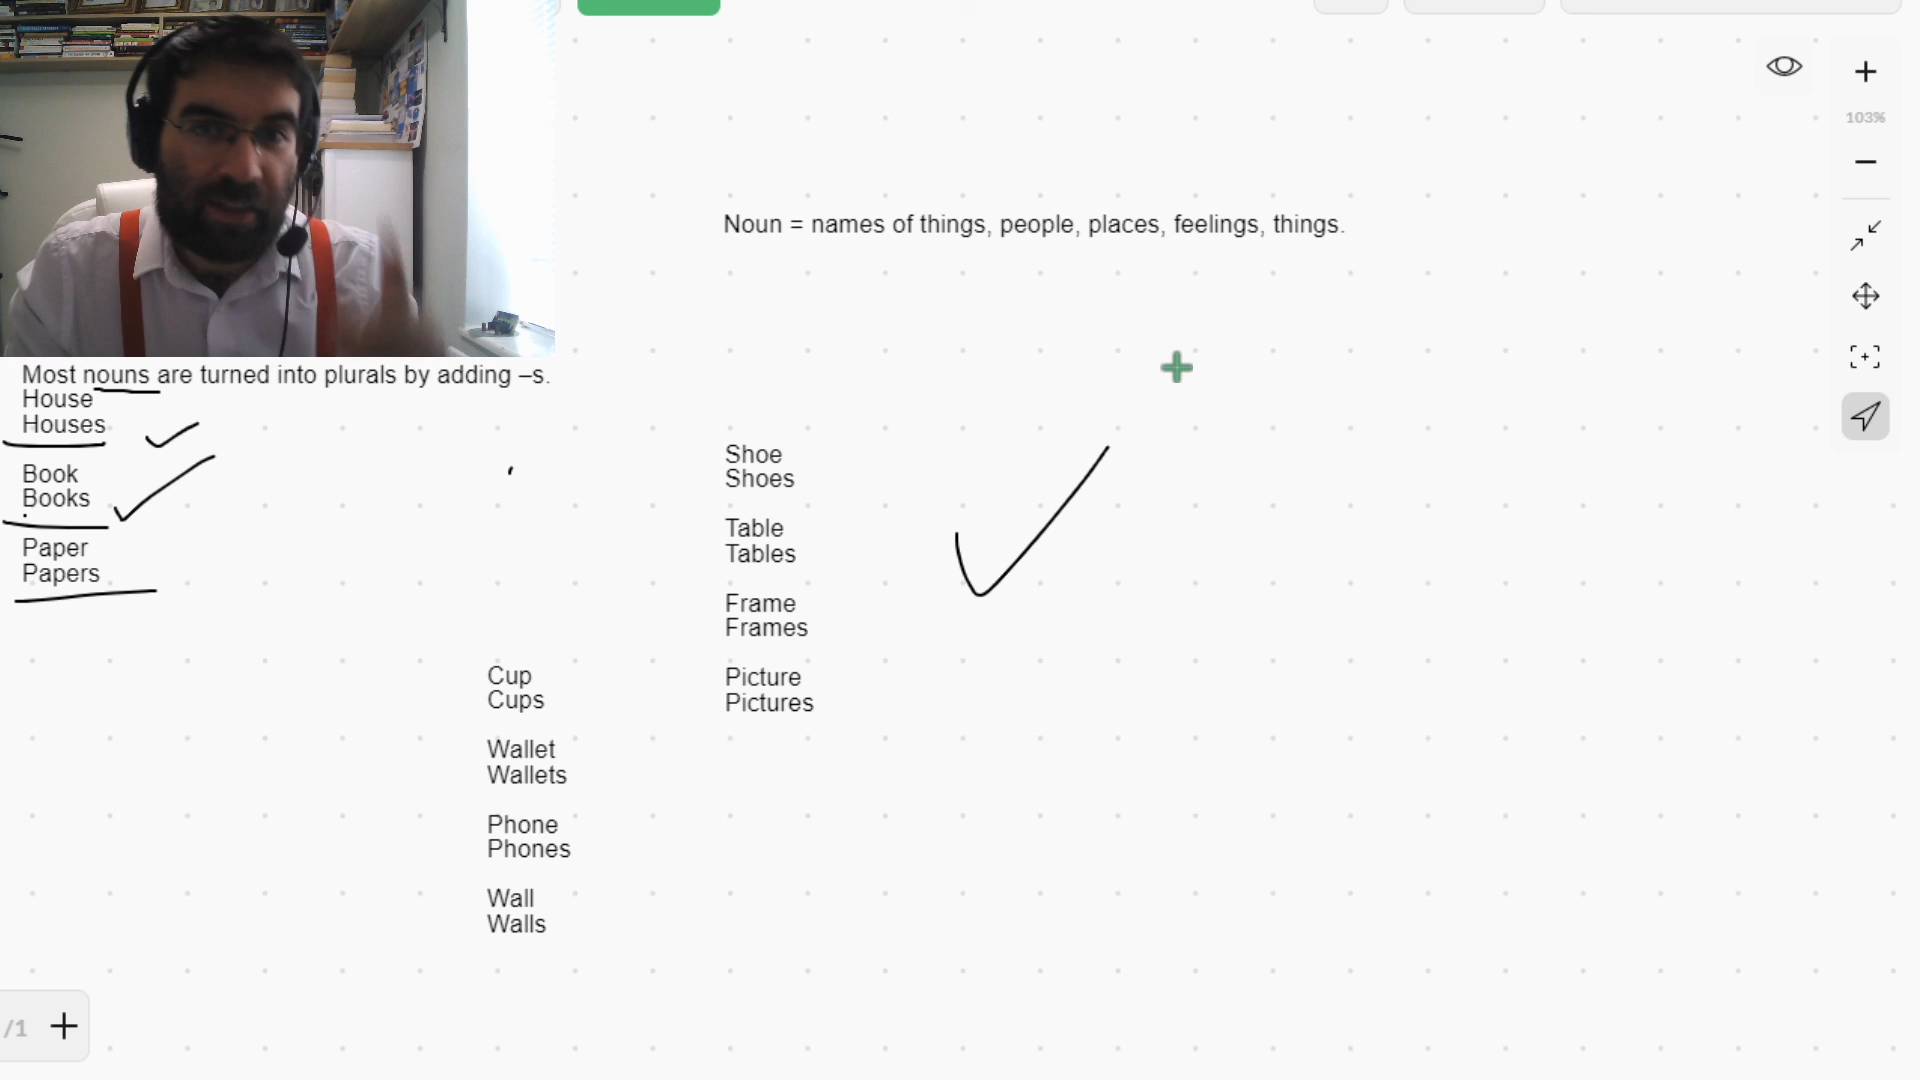 103%
Noun = names of things, people, places, feelings, things.
Most nouns are turned into plurals by adding –s.
House
Houses
Book
Books
Paper
Papers
Shoe
Shoes
Table
Tables
Frame
Frames
Picture
Pictures
Cup
Cups
Wallet
Wallets
Phone
Phones
Wall
Walls
/1